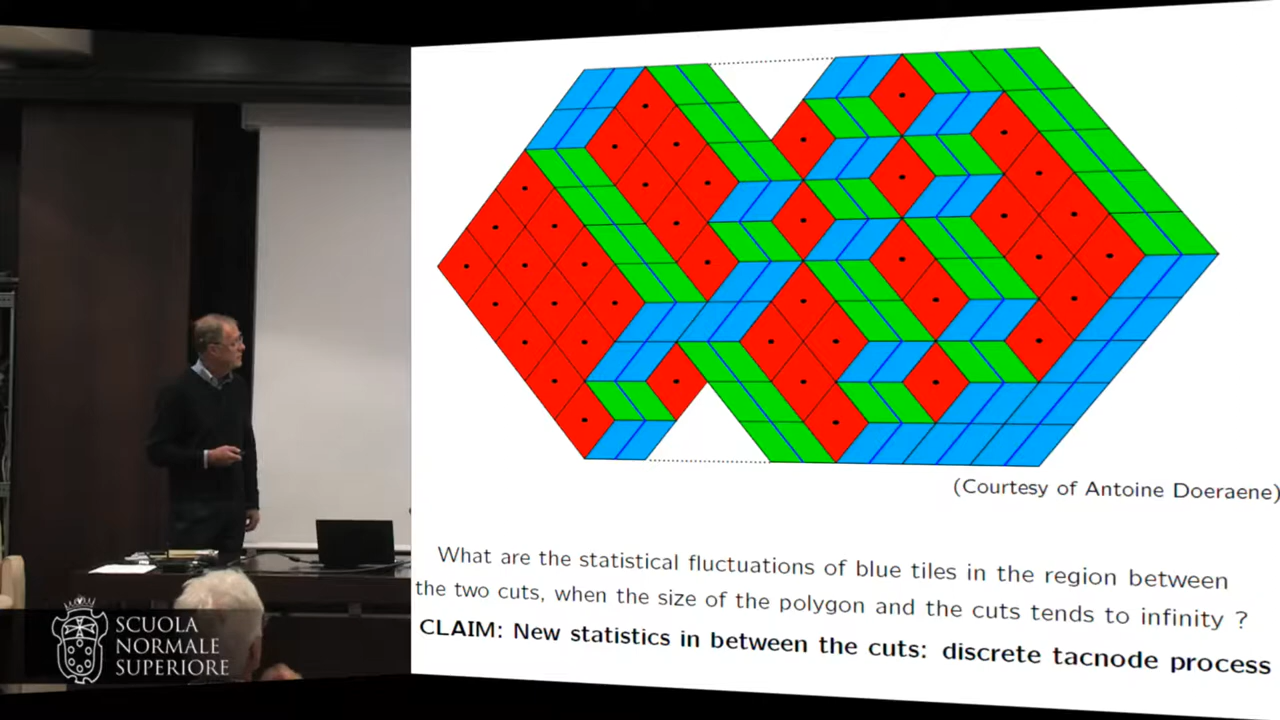 (Courtesy of Antoine Doeraene)
What are the statistical fluctuations of blue tiles in the region between
the two cuts, when the size of the polygon and the cuts tends to infinity ?
CLAIM: New statistics in between the cuts: discrete tacnode process
SCUOLA
NORMALE
SUPERIORE